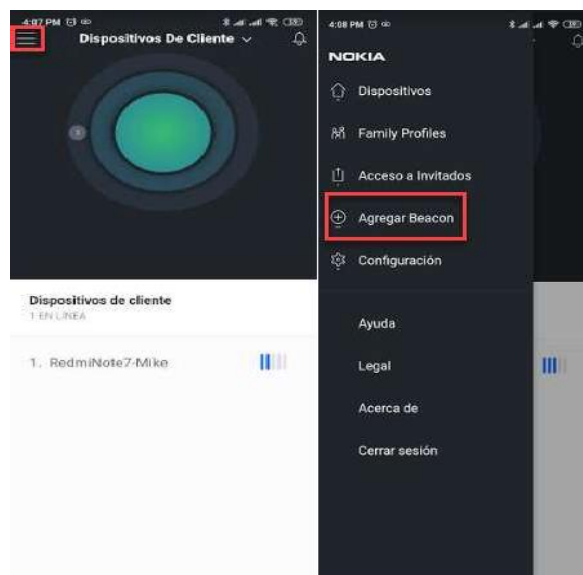 4:07 PM
Dispositivos De Cliente
Dispositivos de cliente
1 EN LÍNEA
1. RedmiNote7-Mike
4:08 PM
NOKIA
Dispositivos
Family Profiles
Acceso a Invitados
Agregar Beacon
Configuración
Ayuda
Legal
Acerca de
Cerrar sesión